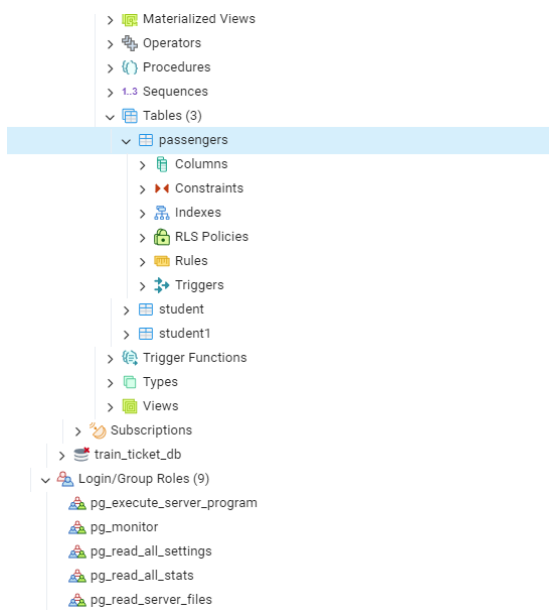 Materialized Views
Operators
Procedures
1..3 Sequences
Tables (3)
passengers
Columns
Constraints
Indexes
RLS Policies
Rules
Triggers
student
student1
Trigger Functions
Types
Views
Subscriptions
train_ticket_db
Login/Group Roles (9)
pg_execute_server_program
pg_monitor
pg_read_all_settings
pg_read_all_stats
pg_read_server_files